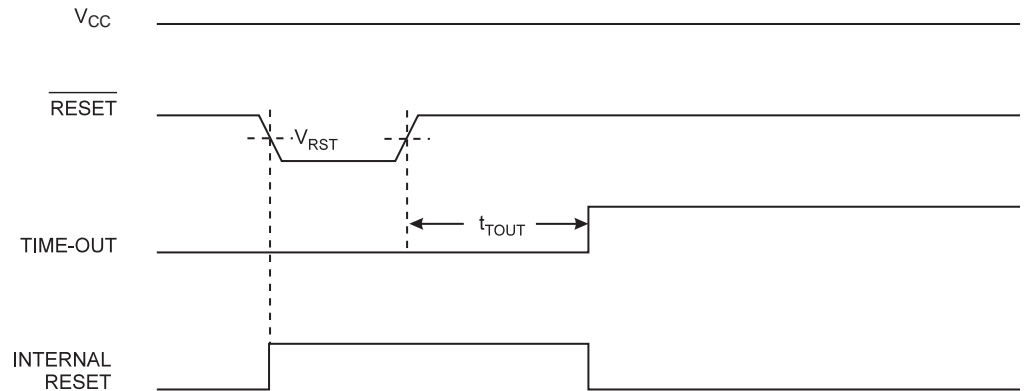 VCC
RESET
VRST
tTOUT
TIME-OUT
INTERNAL
RESET